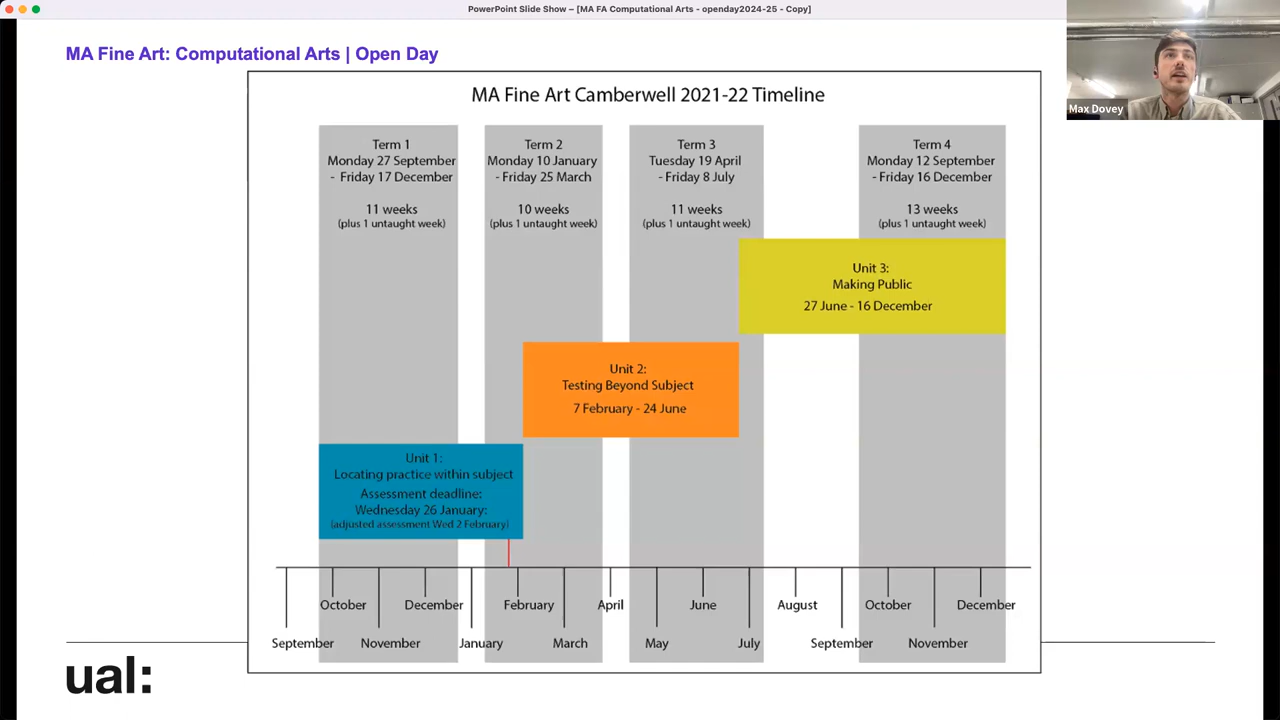 PowerPoint Slide Show – [MA FA Computational Arts - openday2024-25 - Copy]
MA Fine Art: Computational Arts | Open Day
Max Dovey
MA Fine Art Camberwell 2021-22 Timeline
Term 1
Monday 27 September
- Friday 17 December
11 weeks
(plus 1 untaught week)
Term 2
Monday 10 January
- Friday 25 March
10 weeks
(plus 1 untaught week)
Term 3
Tuesday 19 April
- Friday 8 July
11 weeks
(plus 1 untaught week)
Term 4
Monday 12 September
- Friday 16 December
13 weeks
(plus 1 untaught week)
Unit 3:
Making Public
27 June - 16 December
Unit 2:
Testing Beyond Subject
7 February - 24 June
Unit 1:
Locating practice within subject
Assessment deadline:
Wednesday 26 January:
(adjusted assessment Wed 2 February)
October December February April June August October December
September November January March May July September November
ual: